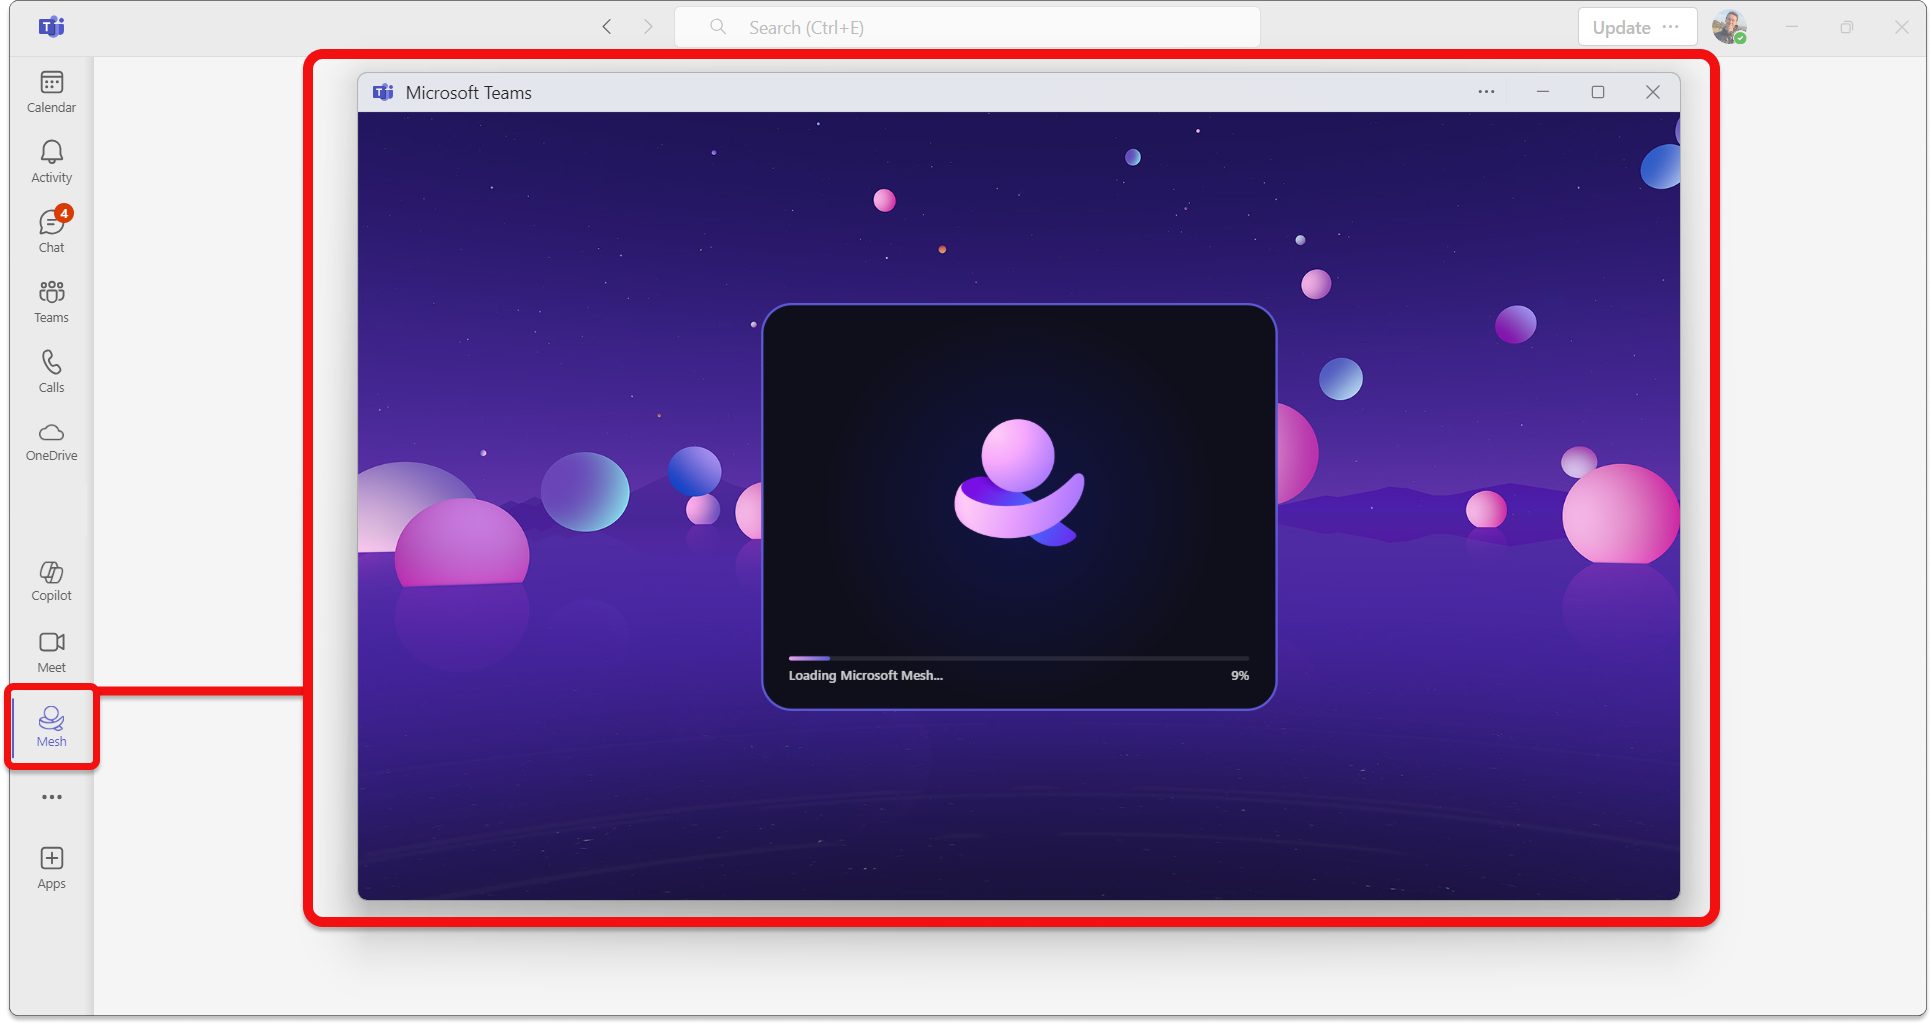 Search (Ctrl+E)
Update
Calendar
Activity
4
Chat
Teams
Calls
OneDrive
Copilot
Meet
Mesh
Apps
Microsoft Teams
Loading Microsoft Mesh...
9%